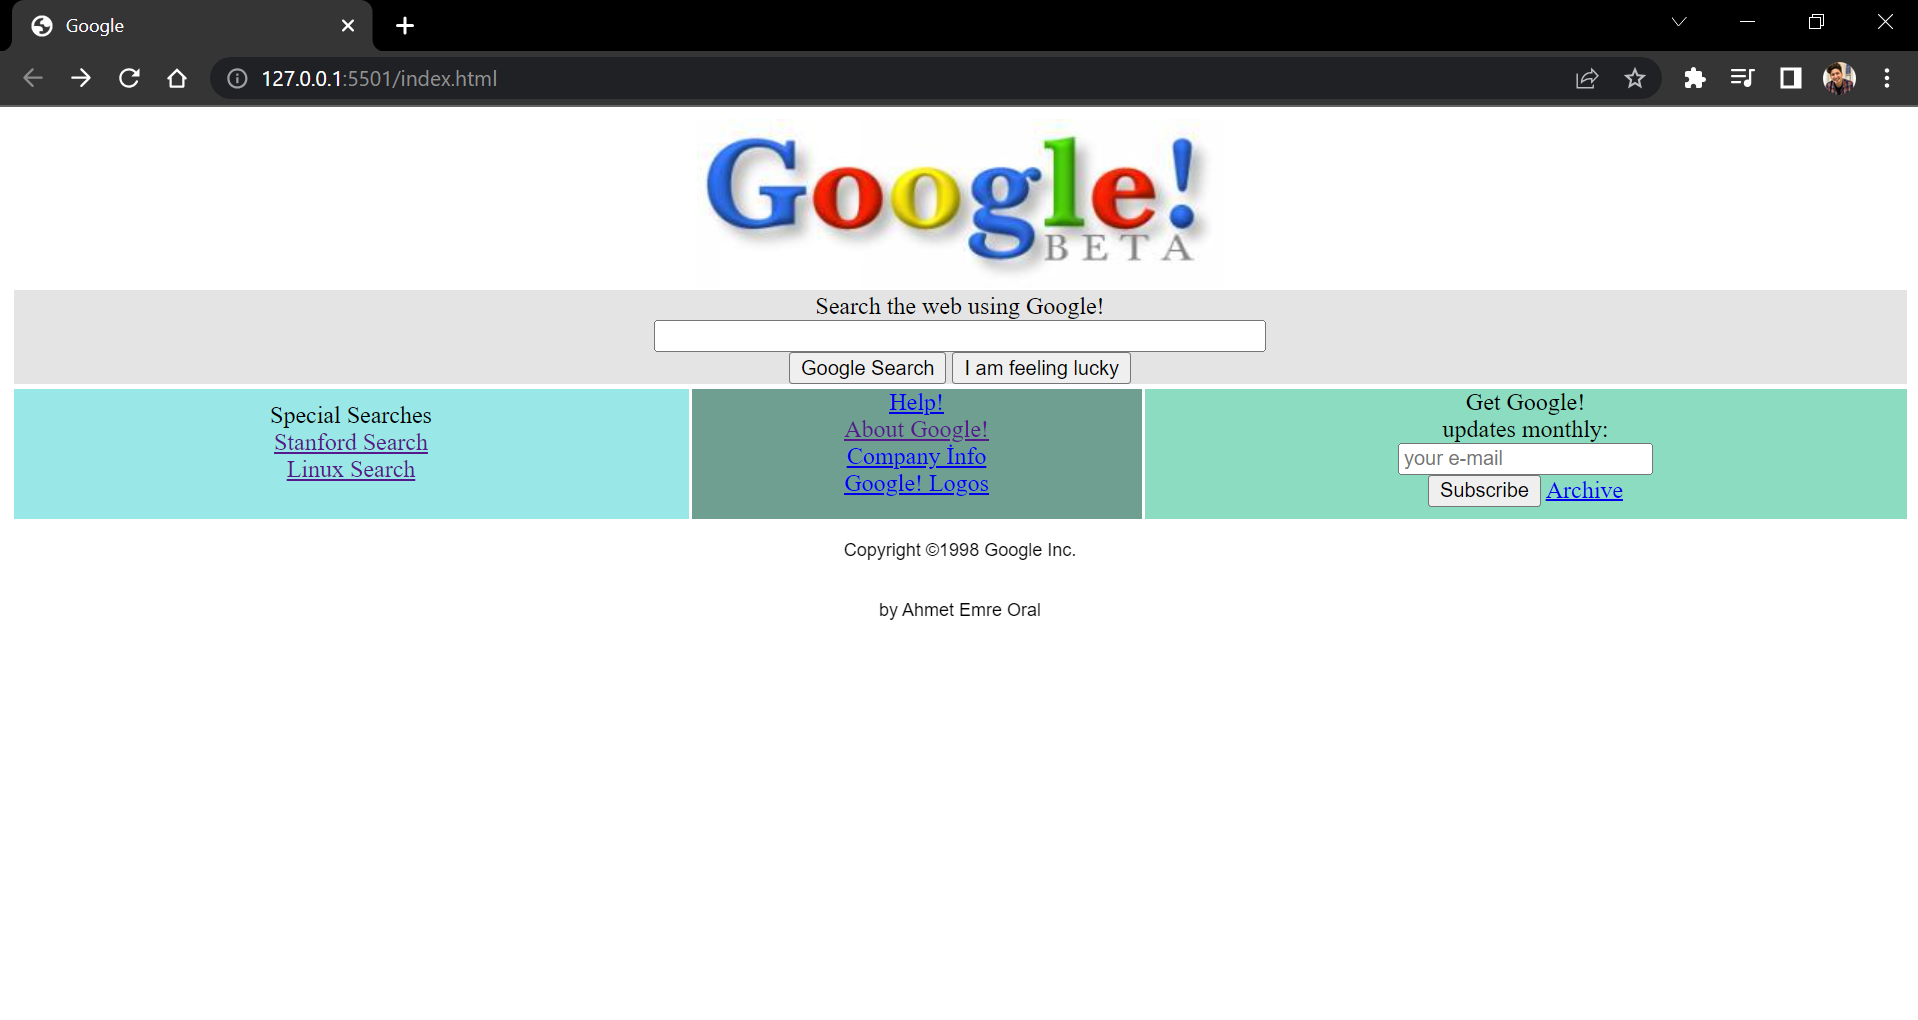 Google
127.0.0.1:5501/index.html
Google!
BETA
Search the web using Google!
Google Search I am feeling lucky
Special Searches
Stanford Search
Linux Search
Help!
About Google!
Company İnfo
Google! Logos
Get Google!
updates monthly:
your e-mail
Subscribe Archive
Copyright ©1998 Google Inc.
by Ahmet Emre Oral